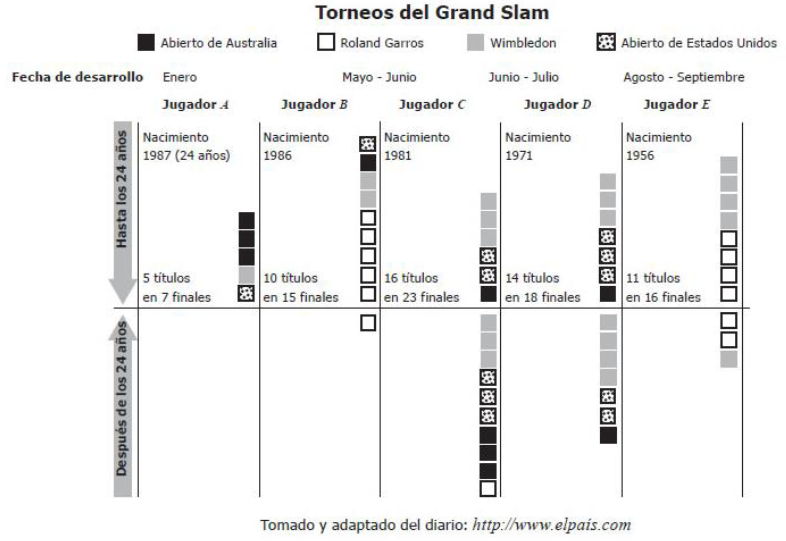 Torneos del Grand Slam
Abierto de Australia Roland Garros Wimbledon Abierto de Estados Unidos
Fecha de desarrollo Enero Mayo - Junio Junio - Julio Agosto - Septiembre
Jugador A Jugador B Jugador C Jugador D Jugador E
Hasta los 24 años
Nacimiento Nacimiento Nacimiento Nacimiento Nacimiento
1987 (24 años) 1986 1981 1971 1956
5 títulos 10 títulos 16 títulos 14 títulos 11 títulos
en 7 finales en 15 finales en 23 finales en 18 finales en 16 finales
Después de los 24 años
Tomado y adaptado del diario: http://www.elpaís.com